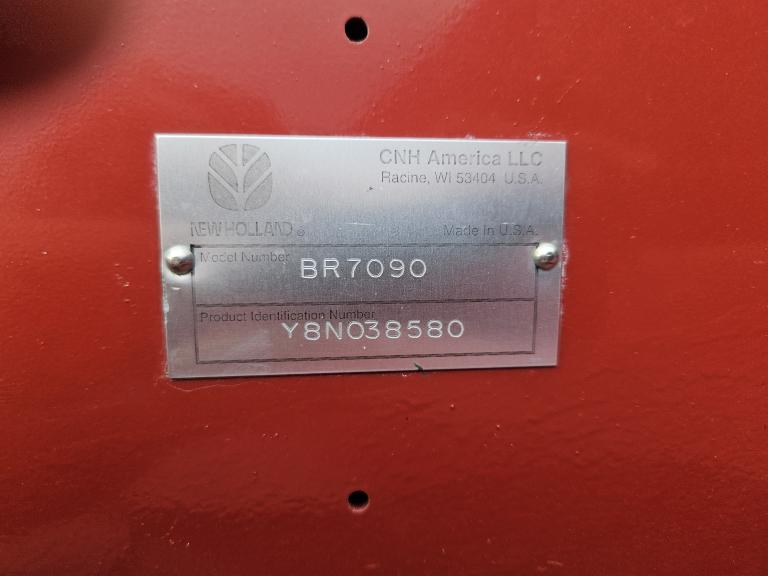 CNH America LLC
Racine, WI 53404 U.S.A.
NEW HOLLAND®
Made in U.S.A.
Model Number
BR7090
Product Identification Number
Y8N038580